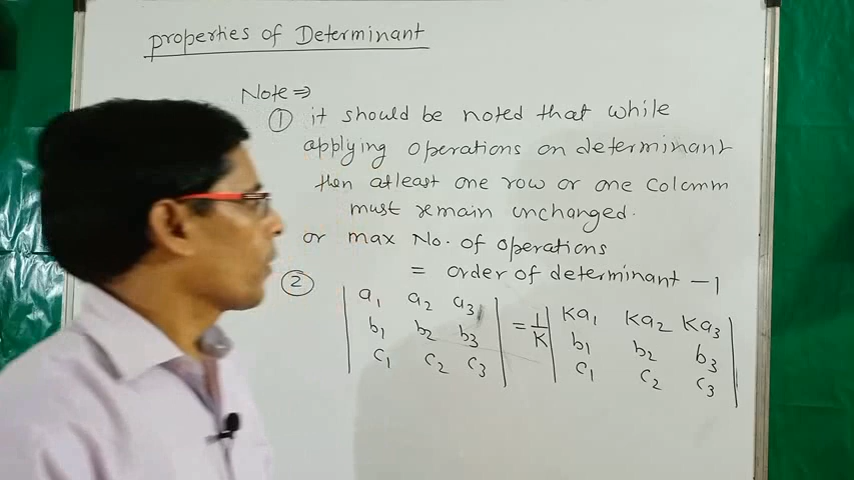 properties of Determinant
Note ⇒
① it should be noted that while
applying operations on determinant
then atleast one row or one Colomm
must remain unchanged.
or max No. of operations
= order of determinant - 1
②
| a₁ a₂ a₃ | = 1/K | Ka₁ Ka₂ Ka₃ |
| b₁ b₂ b₃ | | b₁ b₂ b₃ |
| c₁ c₂ c₃ | | c₁ c₂ c₃ |